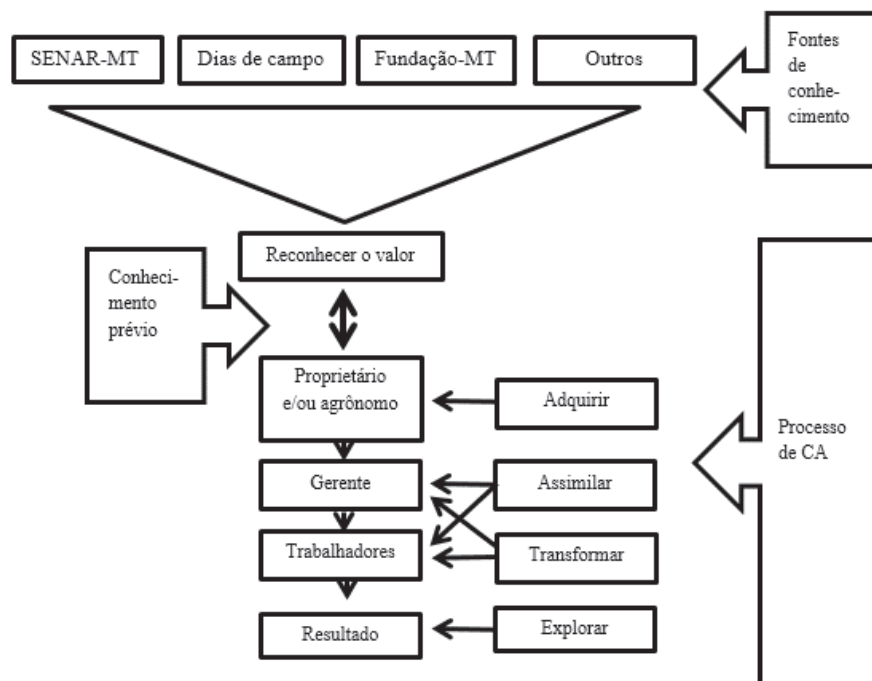 SENAR-MT
Dias de campo
Fundação-MT
Outros
Fontes
de
conhe-
cimento
Reconhecer o valor
Conheci-
mento
prévio
Proprietário
e/ou agrônomo
Adquirir
Processo
de CA
Gerente
Assimilar
Trabalhadores
Transformar
Resultado
Explorar